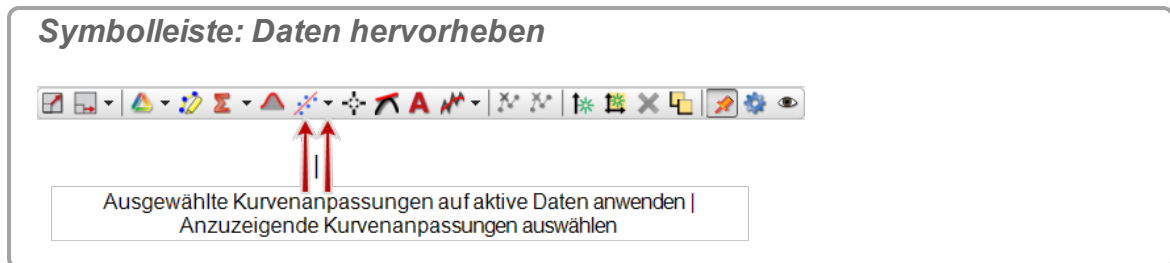 Symbolleiste: Daten hervorheben
Σ A
|
Ausgewählte Kurvenanpassungen auf aktive Daten anwenden |
Anzuzeigende Kurvenanpassungen auswählen